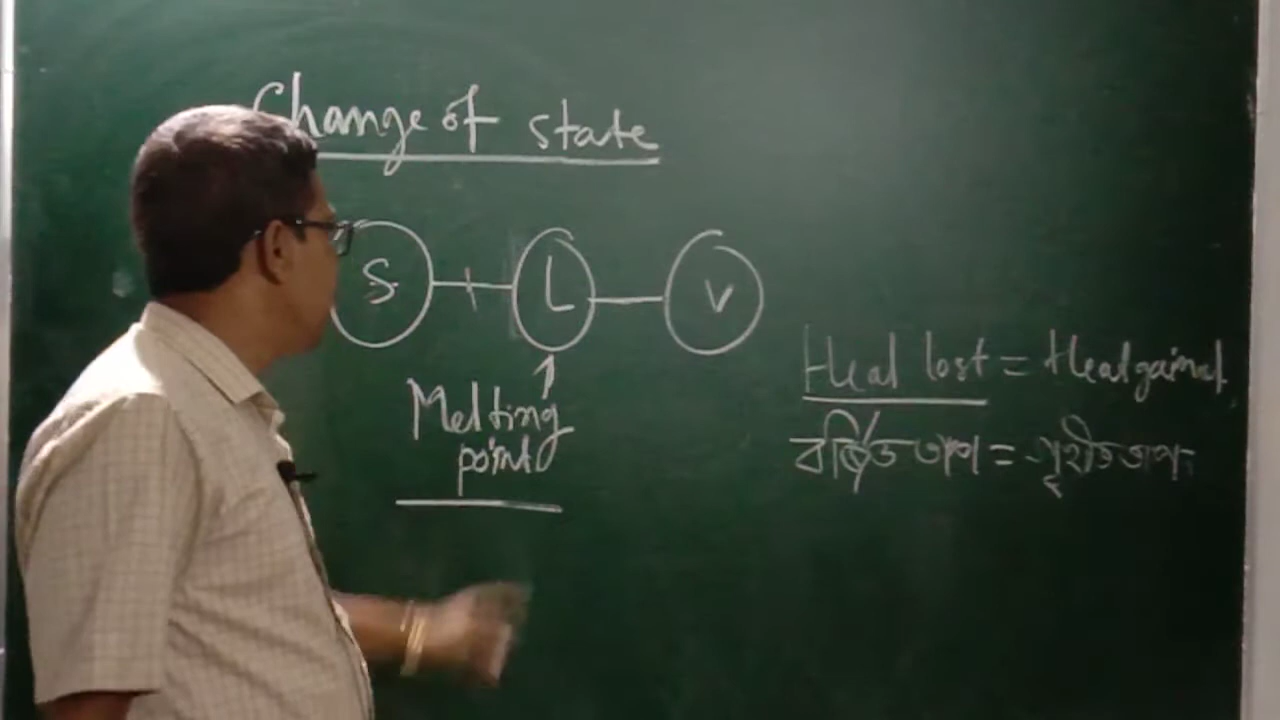 Change of state
S L V
Melting
point
Heat lost = Heat gained
বর্জিত তাপ = গৃহীত তাপ